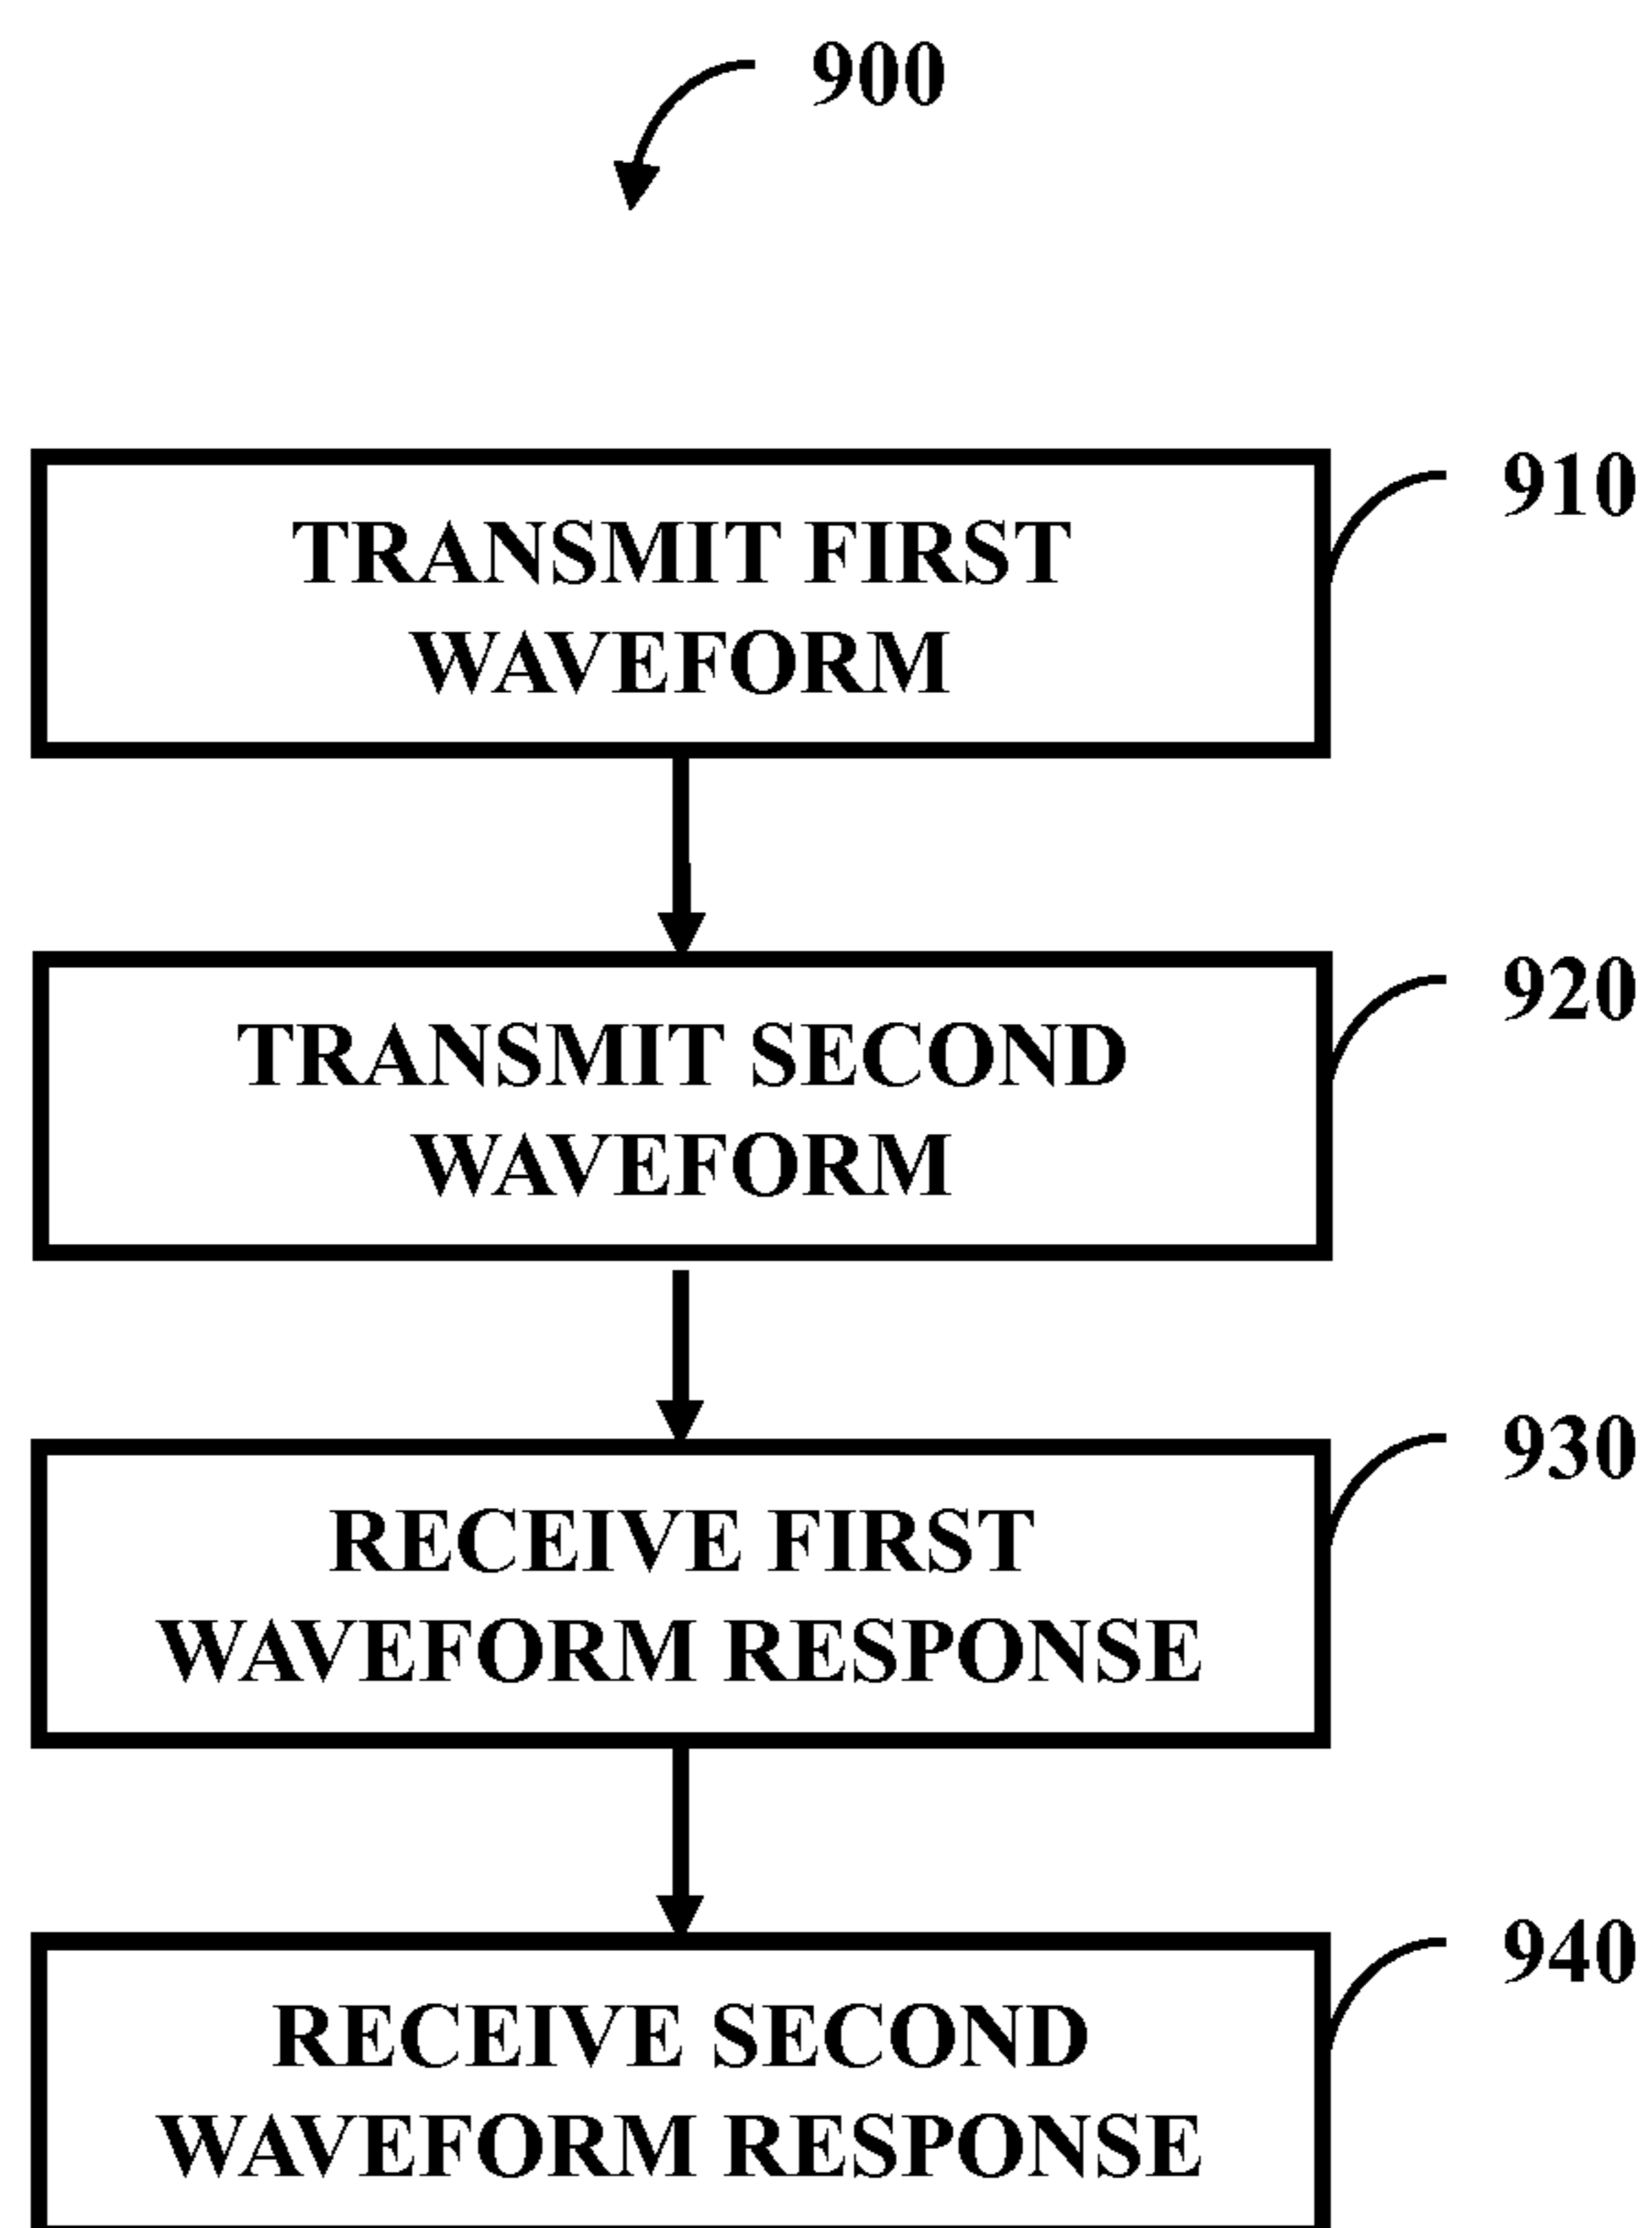 900
910
TRANSMIT FIRST
WAVEFORM
920
TRANSMIT SECOND
WAVEFORM
930
RECEIVE FIRST
WAVEFORM RESPONSE
940
RECEIVE SECOND
WAVEFORM RESPONSE